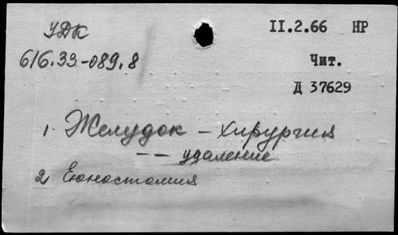 УДК
II.2.66 НР
616.33-089.8
Чит.
Д 37629
1. Желудок - хирургия
-- удаление
2. Еюностомия